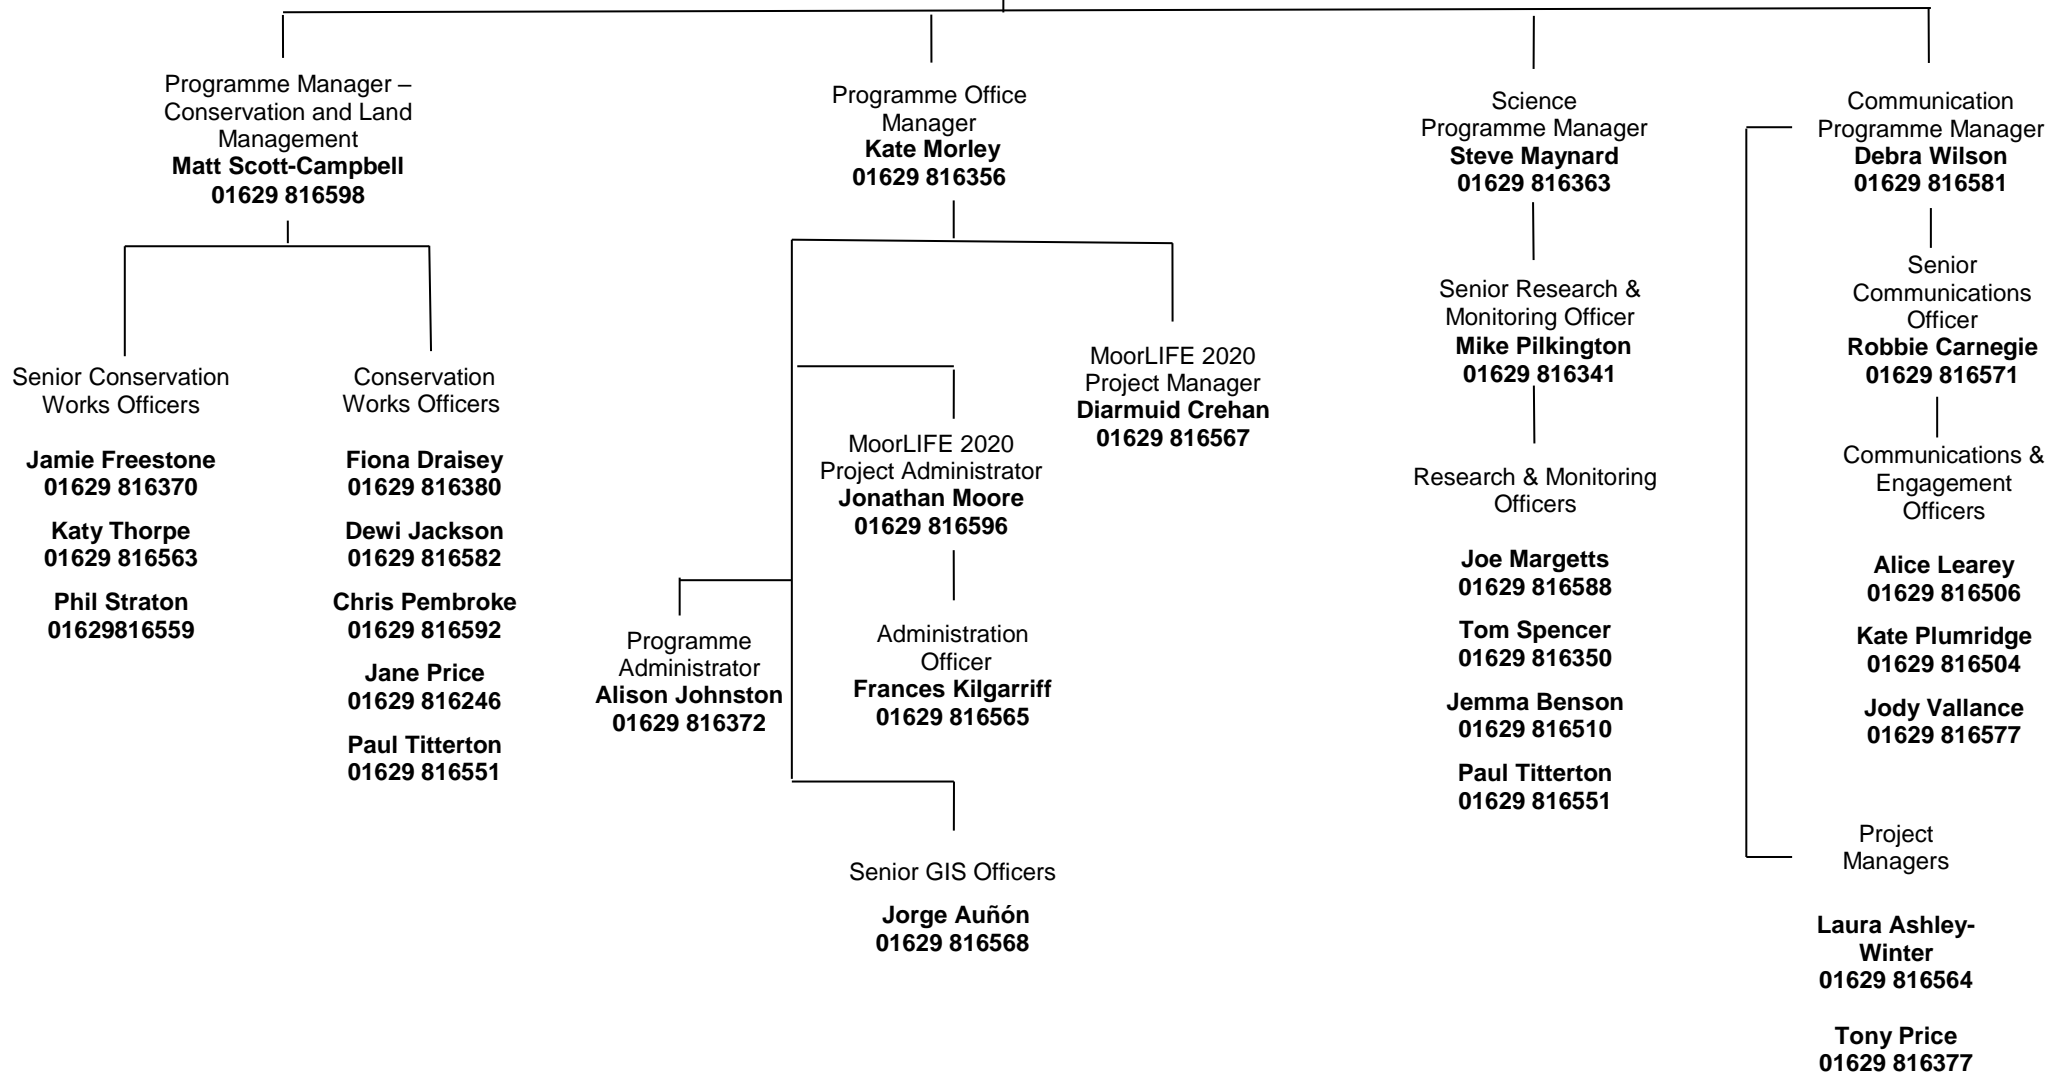 Programme Manager –
Conservation and Land
Management
Matt Scott-Campbell
01629 816598
Senior Conservation
Works Officers
Jamie Freestone
01629 816370
Katy Thorpe
01629 816563
Phil Straton
01629816559
Conservation
Works Officers
Fiona Draisey
01629 816380
Dewi Jackson
01629 816582
Chris Pembroke
01629 816592
Jane Price
01629 816246
Paul Titterton
01629 816551
Programme Office
Manager
Kate Morley
01629 816356
MoorLIFE 2020
Project Manager
Diarmuid Crehan
01629 816567
MoorLIFE 2020
Project Administrator
Jonathan Moore
01629 816596
Administration
Officer
Frances Kilgarriff
01629 816565
Programme
Administrator
Alison Johnston
01629 816372
Senior GIS Officers
Jorge Auñón
01629 816568
Science
Programme Manager
Steve Maynard
01629 816363
Senior Research &
Monitoring Officer
Mike Pilkington
01629 816341
Research & Monitoring
Officers
Joe Margetts
01629 816588
Tom Spencer
01629 816350
Jemma Benson
01629 816510
Paul Titterton
01629 816551
Communication
Programme Manager
Debra Wilson
01629 816581
Senior
Communications
Officer
Robbie Carnegie
01629 816571
Communications &
Engagement
Officers
Alice Learey
01629 816506
Kate Plumridge
01629 816504
Jody Vallance
01629 816577
Project
Managers
Laura Ashley-
Winter
01629 816564
Tony Price
01629 816377